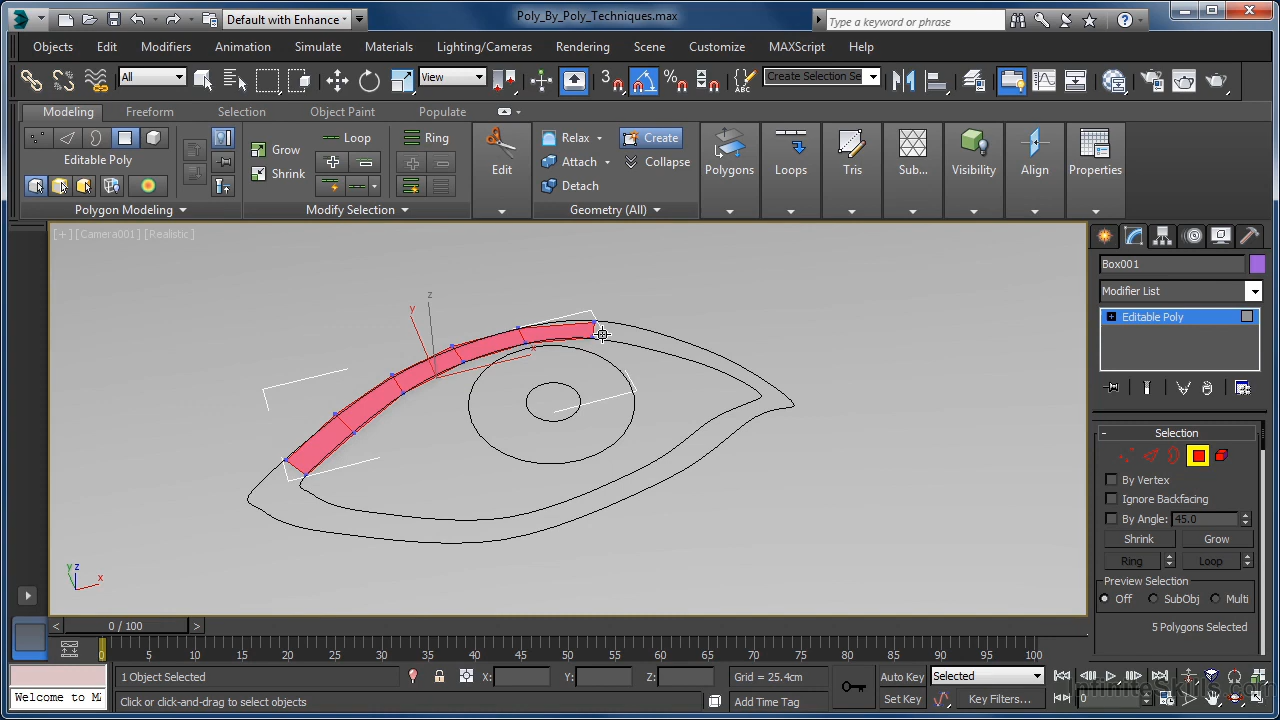 Default with Enhance
Poly_By_Poly_Techniques.max
Type a keyword or phrase
Objects Edit Modifiers Animation Simulate Materials Lighting/Cameras Rendering Scene Customize MAXScript Help
All View 3 Create Selection Se
Modeling Freeform Selection Object Paint Populate
Loop Ring Relax Create
Grow Attach Collapse
Editable Poly Shrink Edit Detach Polygons Loops Tris Sub... Visibility Align Properties
Polygon Modeling Modify Selection Geometry (All)
[+] [Camera001] [Realistic]
Box001
Modifier List
Editable Poly
z
y
x
Selection
By Vertex
Ignore Backfacing
By Angle: 45.0
Shrink Grow
Ring Loop
Preview Selection
Off SubObj Multi
5 Polygons Selected
y z
x
< 0 / 100 >
0 5 10 15 20 25 30 35 40 45 50 55 60 65 70 75 80 85 90 95 100
1 Object Selected X: Y: Z: Grid = 25.4cm Auto Key Selected
Welcome to MA Click or click-and-drag to select objects Add Time Tag Set Key Key Filters... 0
InfiniteSkills.com